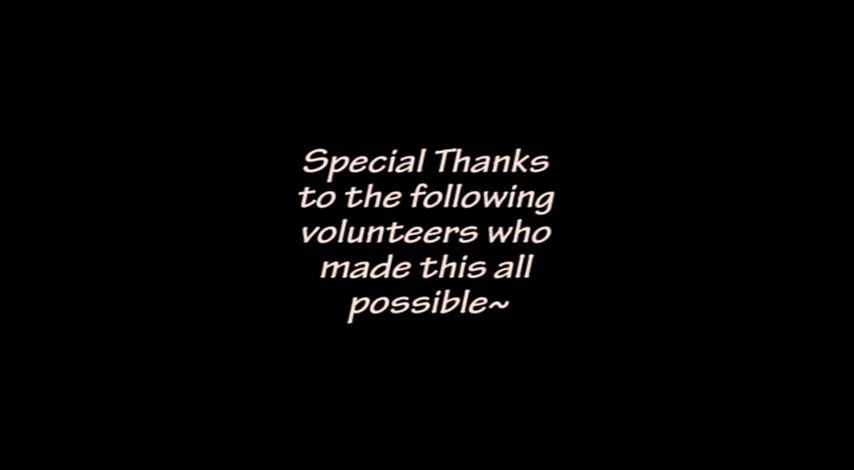 Special Thanks
to the following
volunteers who
made this all
possible~